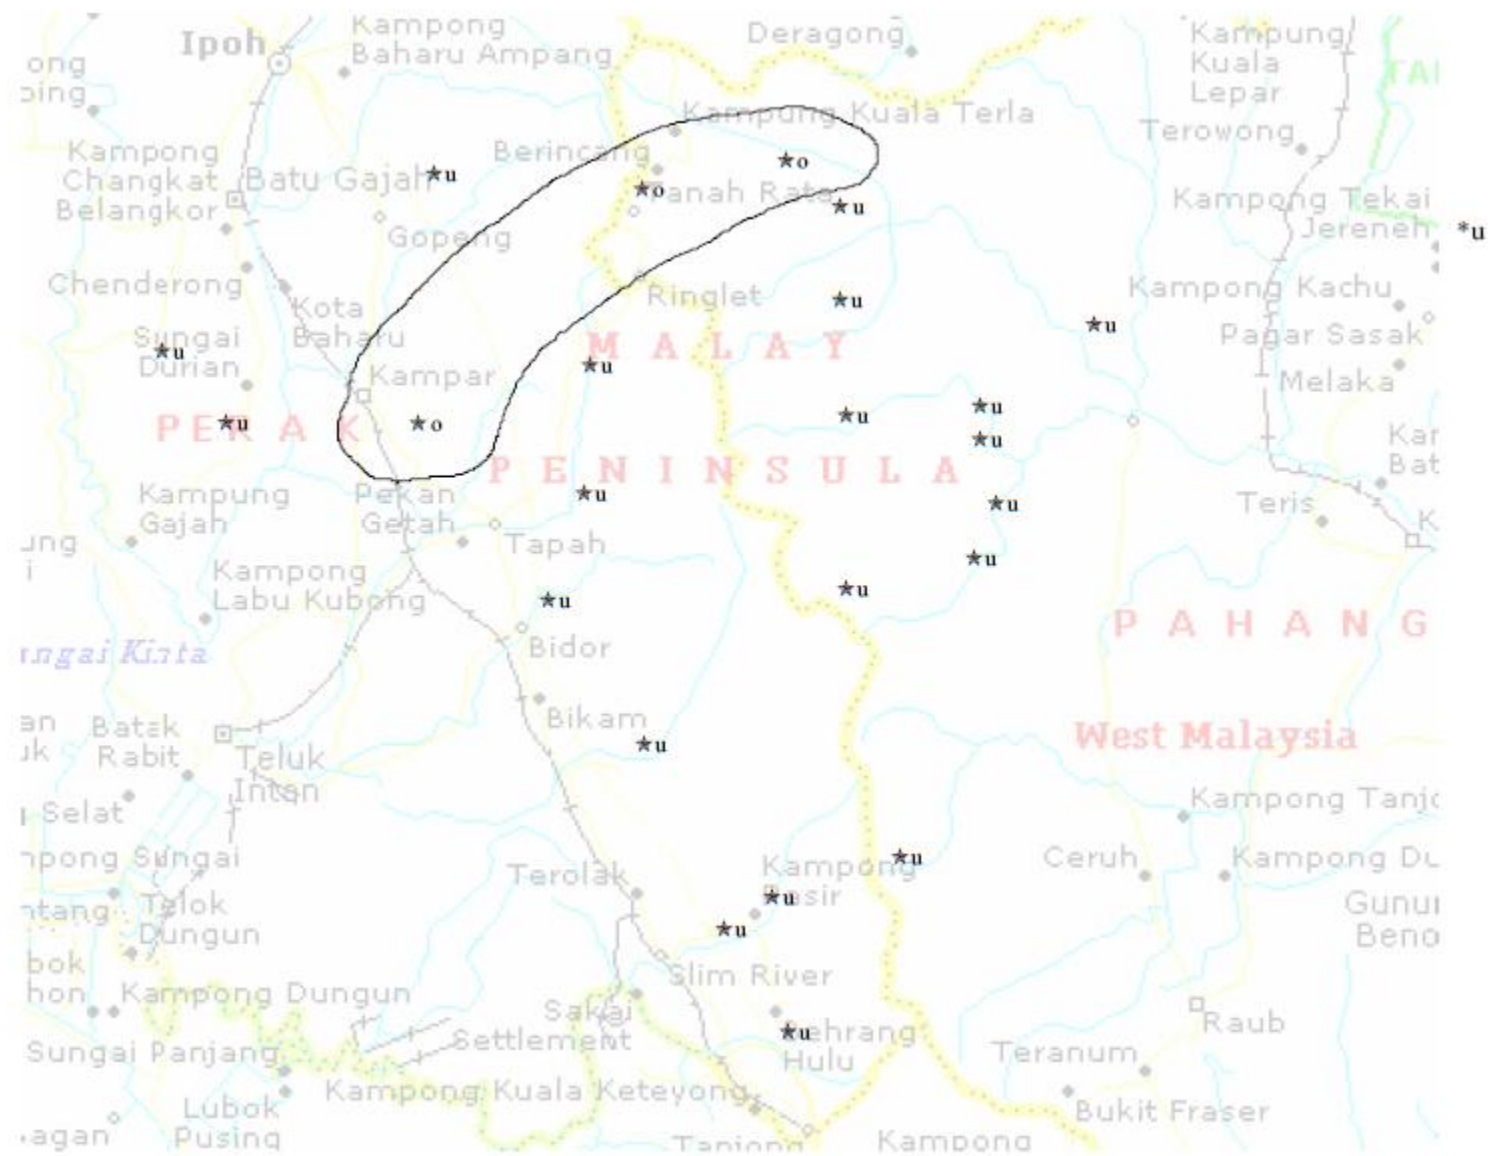 Kampong
Baharu Ampang
Ipoh
Deragong
Kampung
Kuala
Lepar
ong
Kampung Kuala Terla
Terowong
Berincang
Kampong
Changkat
Belangkor
Batu Gajah
★u
★o
★o
Tanah Rata
★u
Kampong Tekai
Jereneh
*u
Gopeng
Chenderong
Kota
Baharu
Ringlet
★u
Kampong Kachu
★u
Pagar Sasak
Sungai
Durian
★u
MALAY
★u
Melaka
Kampar
★u
★u
★u
★u
★o
PERAK
PENINSULA
Kampung
Gajah
Pekan
Getah
★u
★u
Teris
Tapah
★u
Kampong
Labu Kubong
★u
★u
PAHANG
Bidor
Bikam
★u
West Malaysia
Batak
Rabit
Teluk
Intan
Selat
Kampong Tanjo
★u
Ceruh
Kampong Du
Terolak
Kampong
Pasir
★u
★u
Telok
Dungun
Slim River
Kampong Dungun
Sakai
Settlement
★u
Behrang
Hulu
Raub
Sungai Panjang
Teranum
Kampong Kuala Keteyong
Bukit Fraser
Lubok
Pusing
agan
Tanjong
Kampong